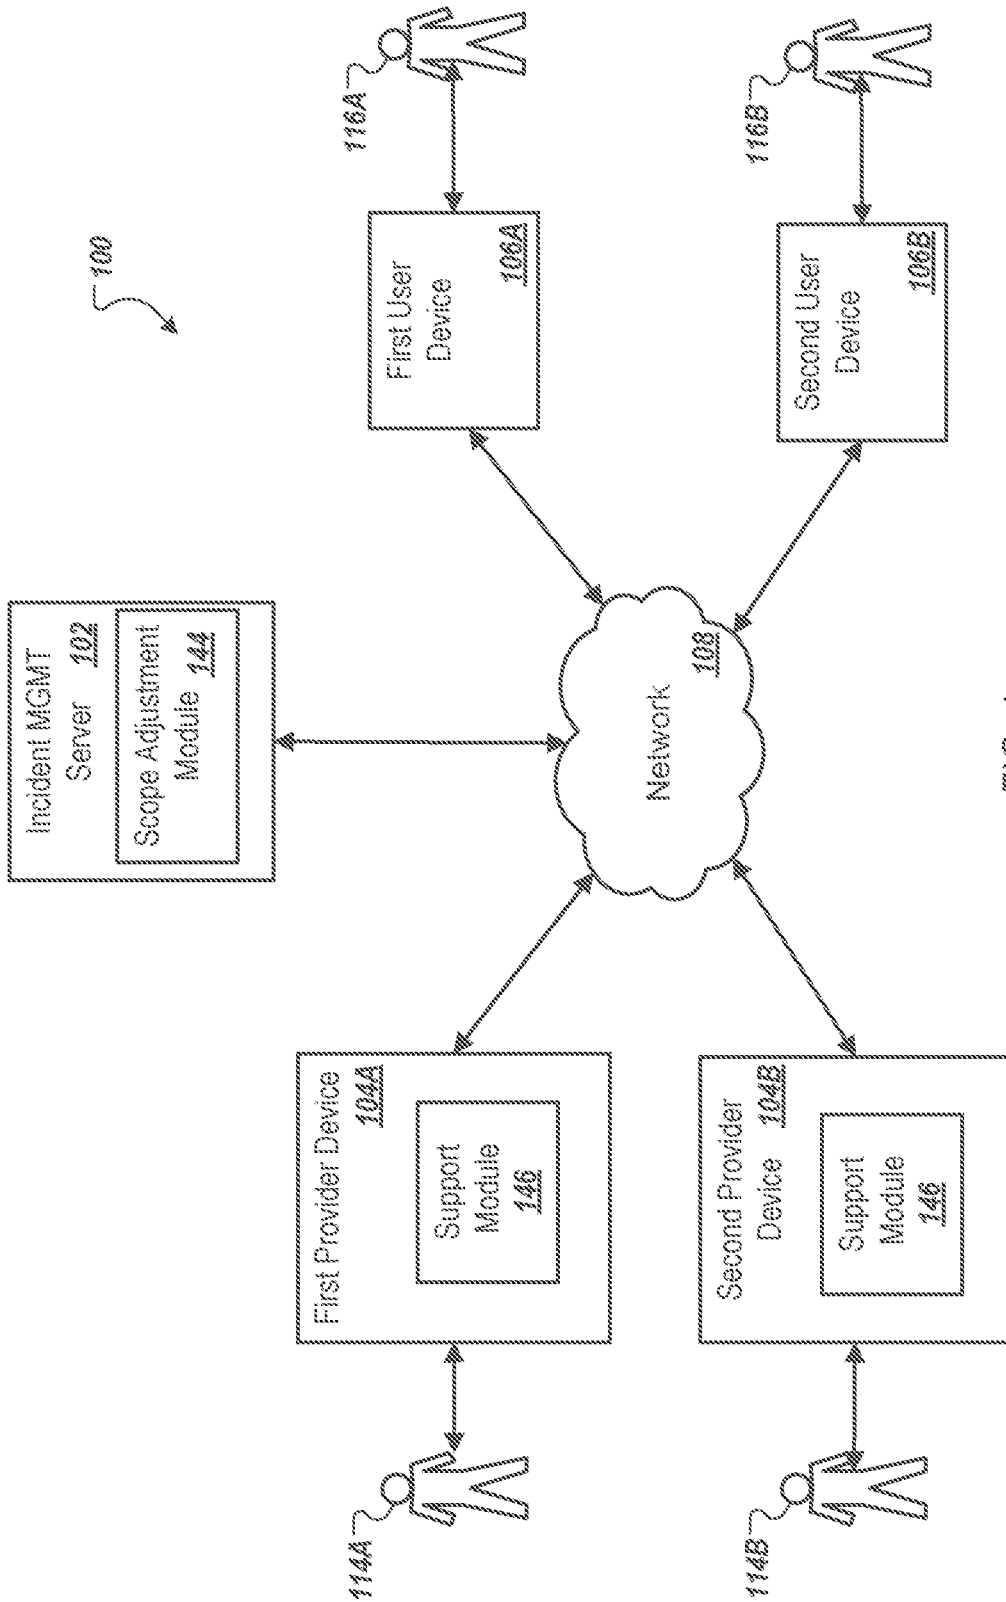 100
Incident MGMT
Server 102
Scope Adjustment
Module 144
First Provider Device
104A
Support
Module
146
114A
First User
Device
106A
116A
Network
108
Second Provider
Device 104B
Support
Module
146
114B
Second User
Device
106B
116B